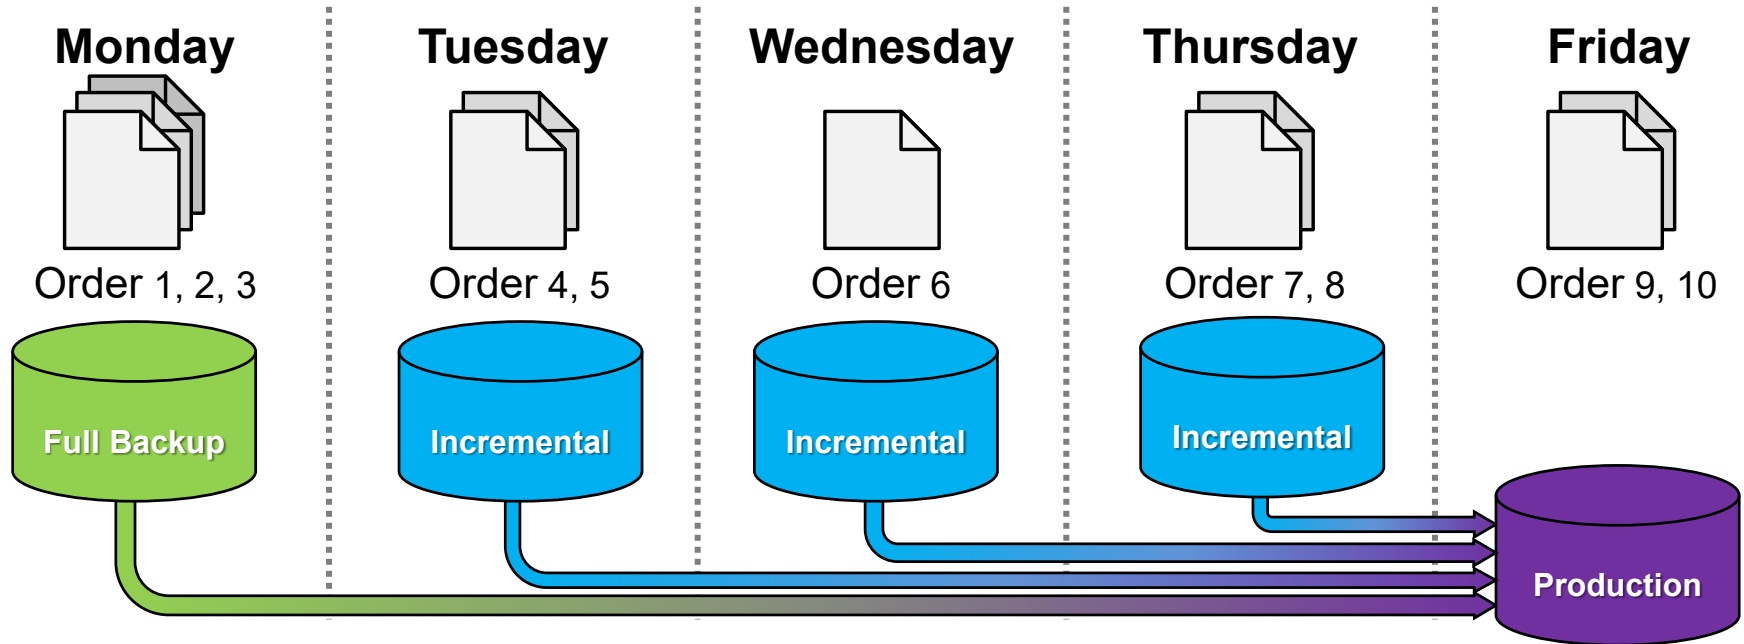 Monday
Tuesday
Wednesday
Thursday
Friday
Order 1, 2, 3
Order 4, 5
Order 6
Order 7, 8
Order 9, 10
Full Backup
Incremental
Incremental
Incremental
Production